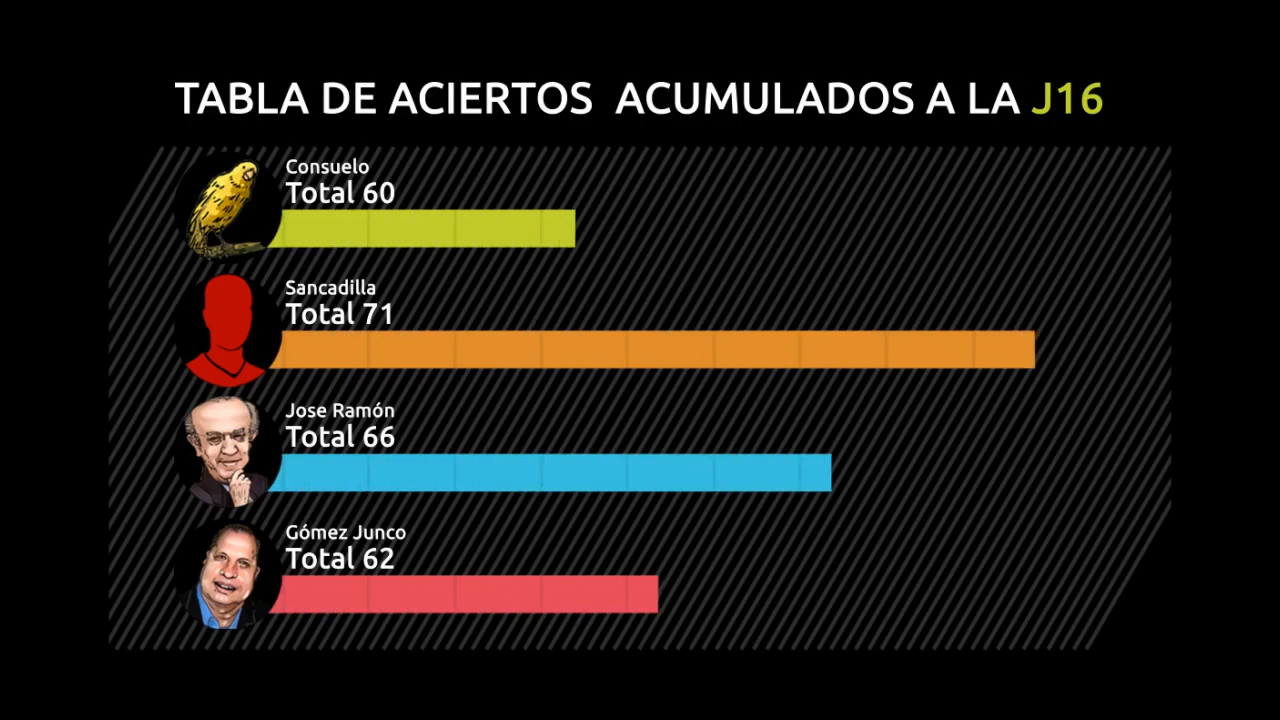 TABLA DE ACIERTOS ACUMULADOS A LA J16
Consuelo
Total 60
Sancadilla
Total 71
Jose Ramón
Total 66
Gómez Junco
Total 62